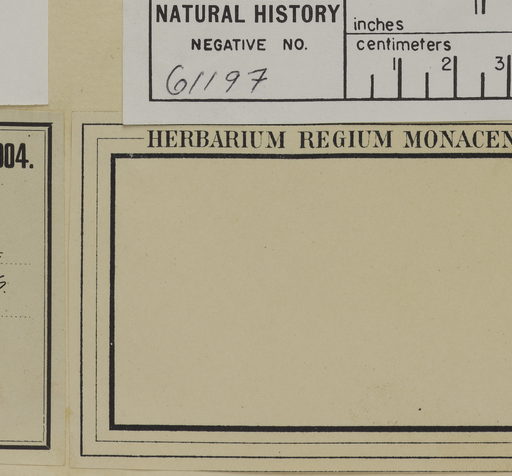 NATURAL HISTORY
NEGATIVE NO.
61197
inches
centimeters
1 2 3
HERBARIUM REGIUM MONACEN
004.